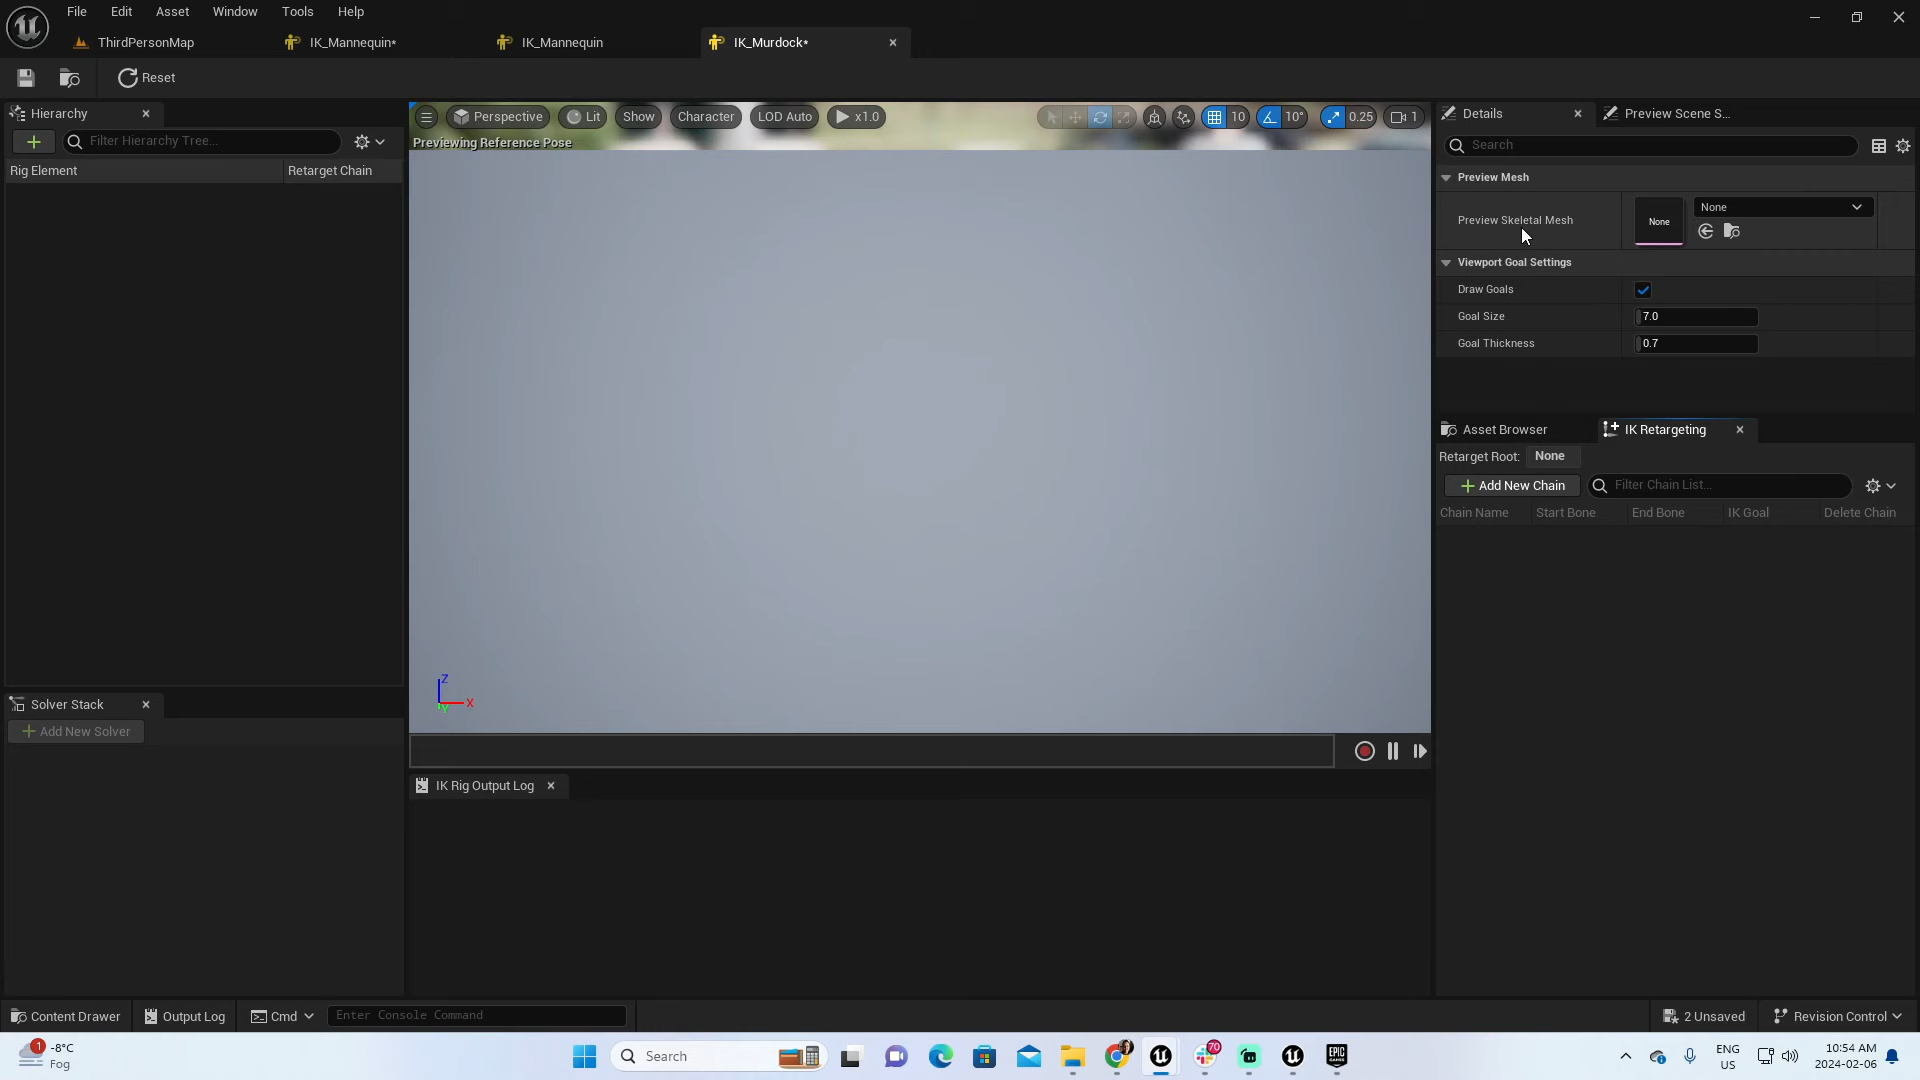 File Edit Asset Window Tools Help
ThirdPersonMap IK_Mannequin* IK_Mannequin IK_Murdock*
Reset
Hierarchy
Filter Hierarchy Tree...
Rig Element Retarget Chain
Perspective Lit Show Character LOD Auto x1.0 10 10° 0.25 1
Previewing Reference Pose
Z
X
Y
Details Preview Scene S...
Search
Preview Mesh
Preview Skeletal Mesh None None
Viewport Goal Settings
Draw Goals
Goal Size 7.0
Goal Thickness 0.7
Asset Browser IK Retargeting
Retarget Root: None
Add New Chain Filter Chain List...
Chain Name Start Bone End Bone IK Goal Delete Chain
Solver Stack
Add New Solver
IK Rig Output Log
Content Drawer Output Log Cmd Enter Console Command 2 Unsaved Revision Control
1 -8°C
Fog
Search
70
EPIC GAMES
ENG
US
10:54 AM
2024-02-06